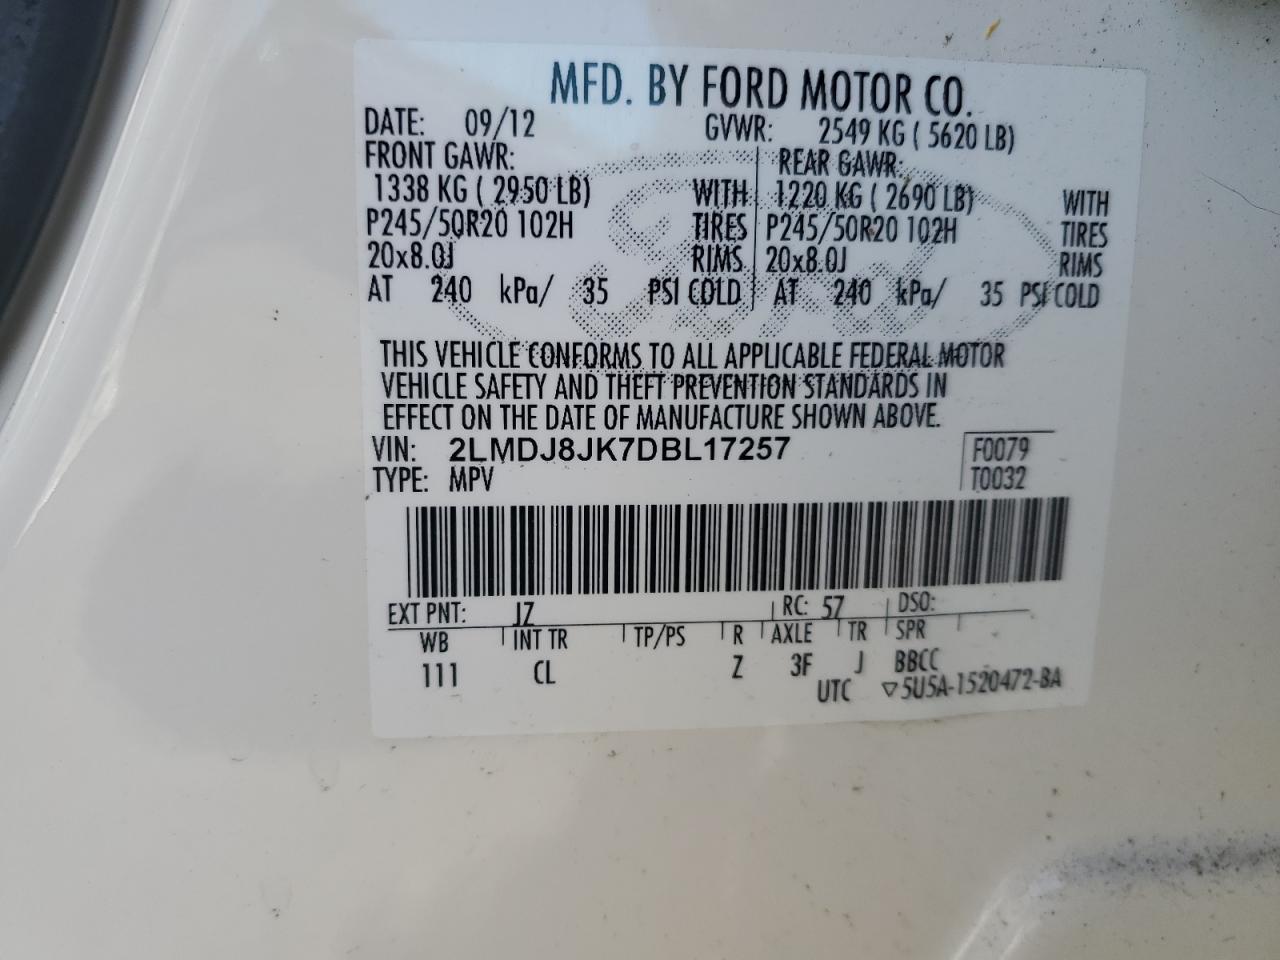 MFD. BY FORD MOTOR CO.
DATE: 09/12 GVWR: 2549 KG ( 5620 LB)
FRONT GAWR: REAR GAWR:
1338 KG ( 2950 LB) WITH 1220 KG ( 2690 LB) WITH
P245/50R20 102H TIRES P245/50R20 102H TIRES
20x8.0J RIMS 20x8.0J RIMS
AT 240 kPa/ 35 PSI COLD AT 240 kPa/ 35 PSI COLD
THIS VEHICLE CONFORMS TO ALL APPLICABLE FEDERAL MOTOR
VEHICLE SAFETY AND THEFT PREVENTION STANDARDS IN
EFFECT ON THE DATE OF MANUFACTURE SHOWN ABOVE.
VIN: 2LMDJ8JK7DBL17257 F0079
TYPE: MPV T0032
EXT PNT: JZ RC: 57 DSO:
WB INT TR TP/PS R AXLE TR SPR
111 CL Z 3F J BBCC
UTC ▽5U5A-1520472-BA